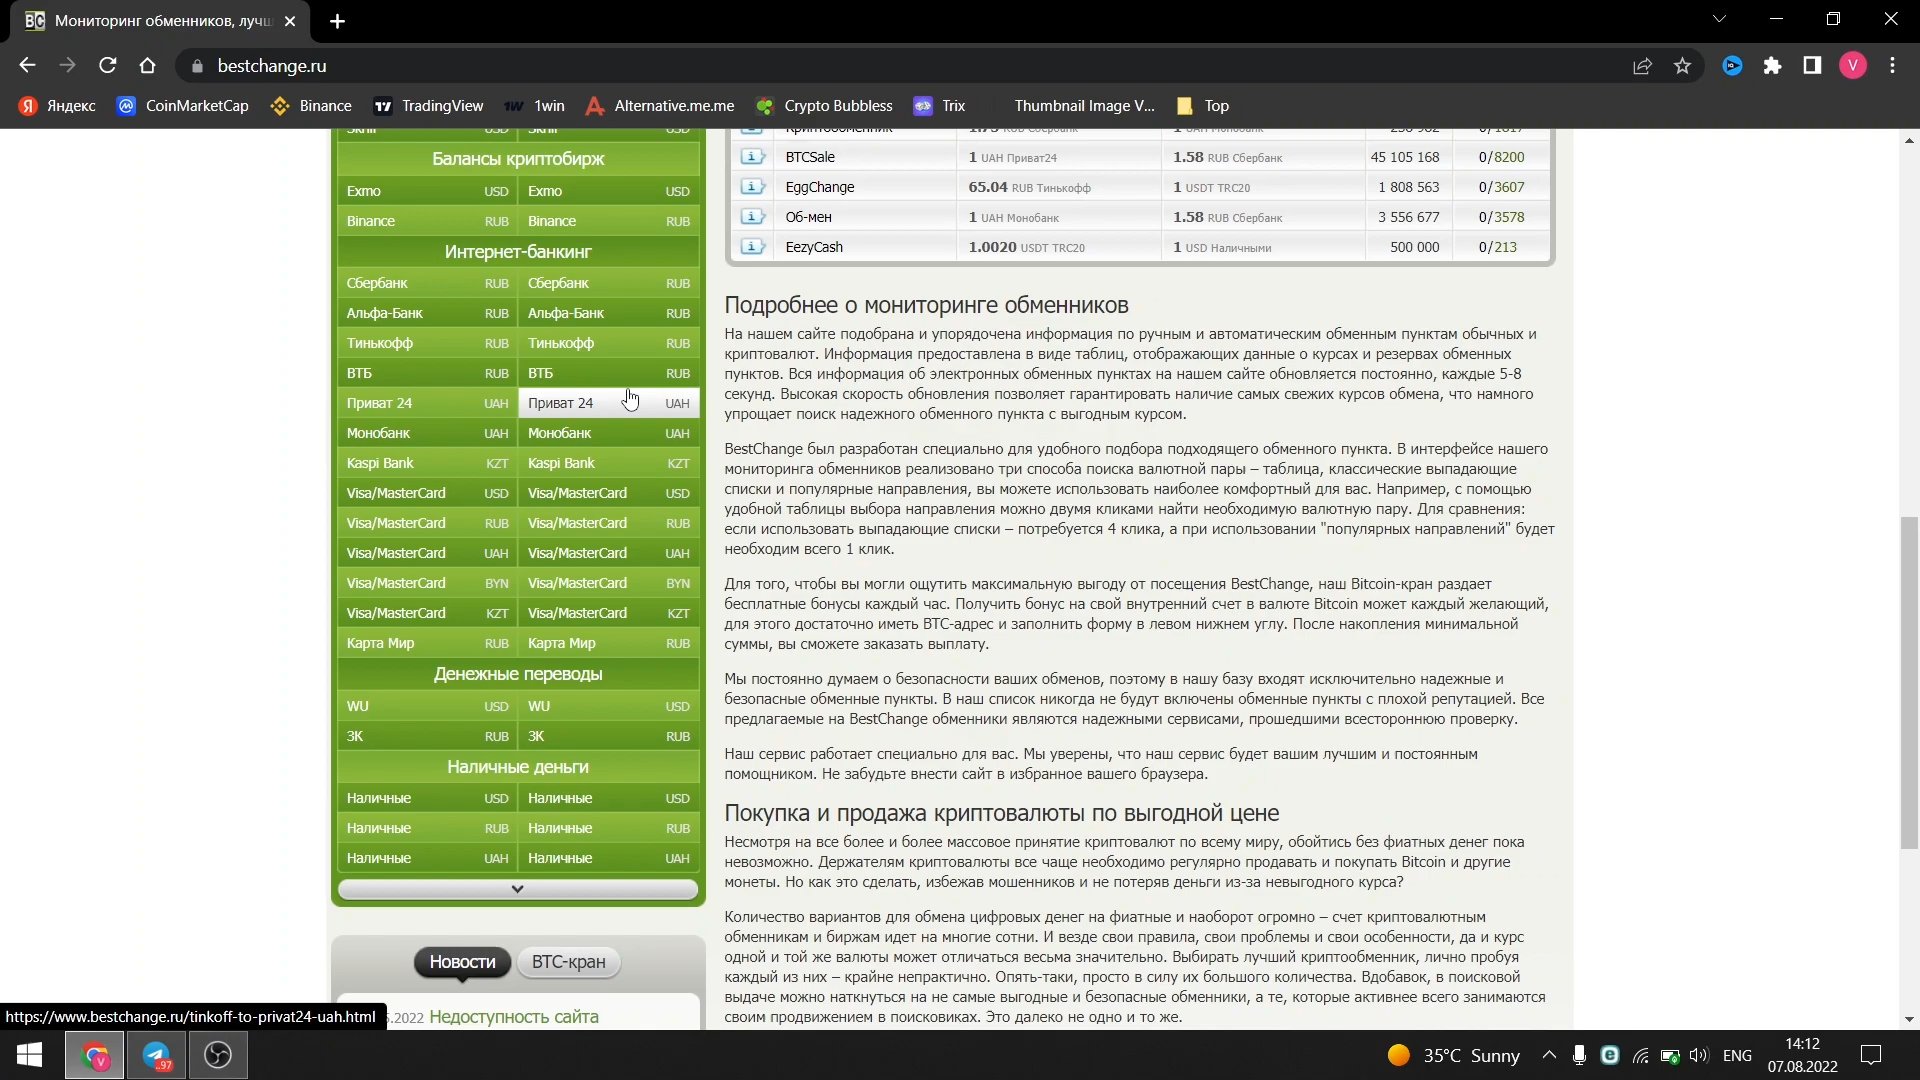 Мониторинг обменников, лучш
bestchange.ru
Яндекс CoinMarketCap Binance TradingView 1win Alternative.me.me Crypto Bubbless Trix Thumbnail Image V... Top
Skrill USD Skrill USD
Балансы криптобирж
Exmo USD Exmo USD
Binance RUB Binance RUB
Интернет-банкинг
Сбербанк RUB Сбербанк RUB
Альфа-Банк RUB Альфа-Банк RUB
Тинькофф RUB Тинькофф RUB
ВТБ RUB ВТБ RUB
Приват 24 UAH Приват 24 UAH
Монобанк UAH Монобанк UAH
Kaspi Bank KZT Kaspi Bank KZT
Visa/MasterCard USD Visa/MasterCard USD
Visa/MasterCard RUB Visa/MasterCard RUB
Visa/MasterCard UAH Visa/MasterCard UAH
Visa/MasterCard BYN Visa/MasterCard BYN
Visa/MasterCard KZT Visa/MasterCard KZT
Карта Мир RUB Карта Мир RUB
Денежные переводы
WU USD WU USD
ЗК RUB ЗК RUB
Наличные деньги
Наличные USD Наличные USD
Наличные RUB Наличные RUB
Наличные UAH Наличные UAH
Новости BTC-кран
5.2022 Недоступность сайта
BTCSale 1 UAH Приват24 1.58 RUB Сбербанк 45 105 168 0/8200
EggChange 65.04 RUB Тинькофф 1 USDT TRC20 1 808 563 0/3607
Об-мен 1 UAH Монобанк 1.58 RUB Сбербанк 3 556 677 0/3578
EezyCash 1.0020 USDT TRC20 1 USD Наличными 500 000 0/213
Подробнее о мониторинге обменников
На нашем сайте подобрана и упорядочена информация по ручным и автоматическим обменным пунктам обычных и
криптовалют. Информация предоставлена в виде таблиц, отображающих данные о курсах и резервах обменных
пунктов. Вся информация об электронных обменных пунктах на нашем сайте обновляется постоянно, каждые 5-8
секунд. Высокая скорость обновления позволяет гарантировать наличие самых свежих курсов обмена, что намного
упрощает поиск надежного обменного пункта с выгодным курсом.
BestChange был разработан специально для удобного подбора подходящего обменного пункта. В интерфейсе нашего
мониторинга обменников реализовано три способа поиска валютной пары – таблица, классические выпадающие
списки и популярные направления, вы можете использовать наиболее комфортный для вас. Например, с помощью
удобной таблицы выбора направления можно двумя кликами найти необходимую валютную пару. Для сравнения:
если использовать выпадающие списки – потребуется 4 клика, а при использовании "популярных направлений" будет
необходим всего 1 клик.
Для того, чтобы вы могли ощутить максимальную выгоду от посещения BestChange, наш Bitcoin-кран раздает
бесплатные бонусы каждый час. Получить бонус на свой внутренний счет в валюте Bitcoin может каждый желающий,
для этого достаточно иметь BTC-адрес и заполнить форму в левом нижнем углу. После накопления минимальной
суммы, вы сможете заказать выплату.
Мы постоянно думаем о безопасности ваших обменов, поэтому в нашу базу входят исключительно надежные и
безопасные обменные пункты. В наш список никогда не будут включены обменные пункты с плохой репутацией. Все
предлагаемые на BestChange обменники являются надежными сервисами, прошедшими всестороннюю проверку.
Наш сервис работает специально для вас. Мы уверены, что наш сервис будет вашим лучшим и постоянным
помощником. Не забудьте внести сайт в избранное вашего браузера.
Покупка и продажа криптовалюты по выгодной цене
Несмотря на все более и более массовое принятие криптовалют по всему миру, обойтись без фиатных денег пока
невозможно. Держателям криптовалюты все чаще необходимо регулярно продавать и покупать Bitcoin и другие
монеты. Но как это сделать, избежав мошенников и не потеряв деньги из-за невыгодного курса?
Количество вариантов для обмена цифровых денег на фиатные и наоборот огромно – счет криптовалютным
обменникам и биржам идет на многие сотни. И везде свои правила, свои проблемы и свои особенности, да и курс
одной и той же валюты может отличаться весьма значительно. Выбирать лучший криптообменник, лично пробуя
каждый из них – крайне непрактично. Опять-таки, просто в силу их большого количества. Вдобавок, в поисковой
выдаче можно наткнуться на не самые выгодные и безопасные обменники, а те, которые активнее всего занимаются
своим продвижением в поисковиках. Это далеко не одно и то же.
https://www.bestchange.ru/tinkoff-to-privat24-uah.html
97
35°C Sunny ENG 14:12
07.08.2022